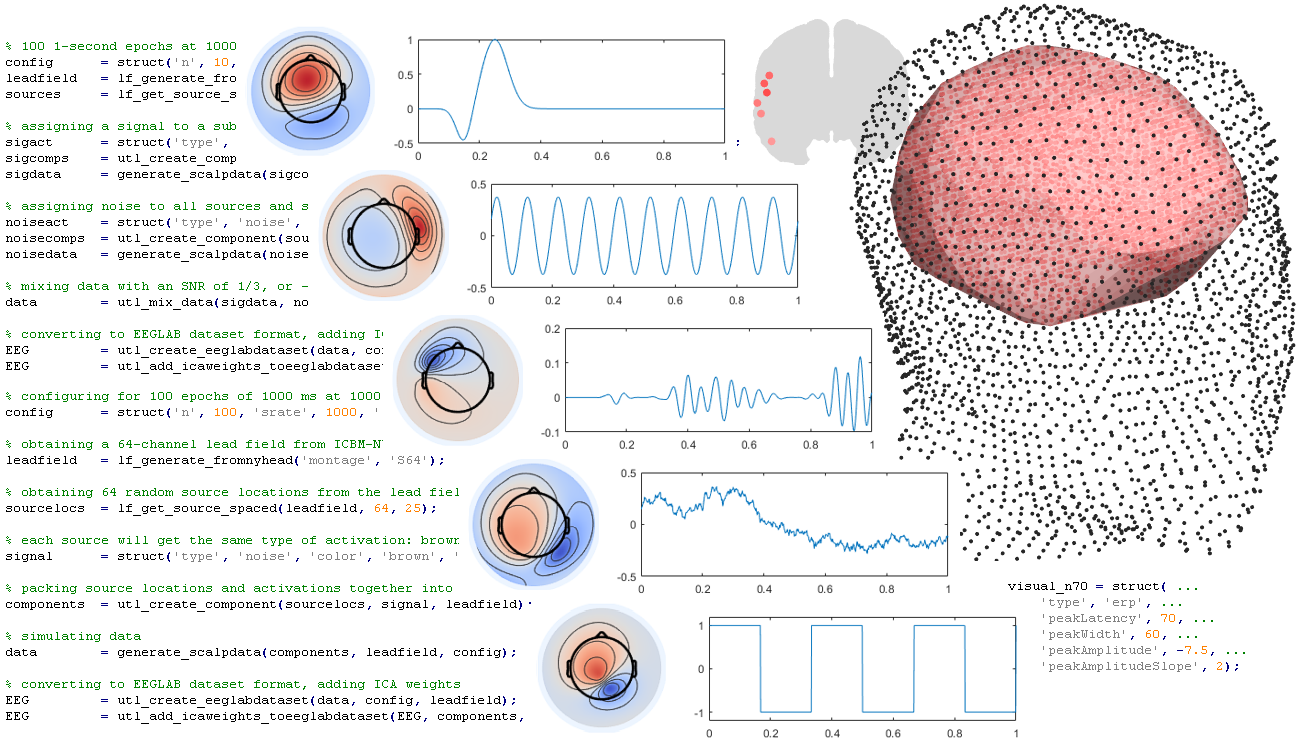 % 100 1-second epochs at 1000
config = struct('n', 10,
leadfield = lf_generate_fro
sources = lf_get_source_s
% assigning a signal to a sub
sigact = struct('type',
;
sigcomps = utl_create_comp
sigdata = generate_scalpdata(sigco
% assigning noise to all sources and s
noiseact = struct('type', 'noise',
noisecomps = utl_create_component(sou
noisedata = generate_scalpdata(noise
% mixing data with an SNR of 1/3, or -
data = utl_mix_data(sigdata, no
% converting to EEGLAB dataset format, adding IC
EEG = utl_create_eeglabdataset(data, co
EEG = utl_add_icaweights_toeeglabdataset
% configuring for 100 epochs of 1000 ms at 1000
config = struct('n', 100, 'srate', 1000, '
% obtaining a 64-channel lead field from ICBM-NY
leadfield = lf_generate_fromnyhead('montage', 'S64');
% obtaining 64 random source locations from the lead fiel
sourcelocs = lf_get_source_spaced(leadfield, 64, 25);
% each source will get the same type of activation: brown
signal = struct('type', 'noise', 'color', 'brown', '
% packing source locations and activations together into
components = utl_create_component(sourcelocs, signal, leadfield)
% simulating data
data = generate_scalpdata(components, leadfield, config);
% converting to EEGLAB dataset format, adding ICA weights
EEG = utl_create_eeglabdataset(data, config, leadfield);
EEG = utl_add_icaweights_toeeglabdataset(EEG, components,
1
0.5
0
-0.5
0 0.2 0.4 0.6 0.8 1
0.5
0
-0.5
0 0.2 0.4 0.6 0.8 1
0.2
0.1
0
-0.1
0 0.2 0.4 0.6 0.8 1
0.5
0
-0.5
0 0.2 0.4 0.6 0.8 1
1
0
-1
0 0.2 0.4 0.6 0.8 1
visual_n70 = struct( ...
'type', 'erp', ...
'peakLatency', 70, ...
'peakWidth', 60, ...
'peakAmplitude', -7.5, ...
'peakAmplitudeSlope', 2);